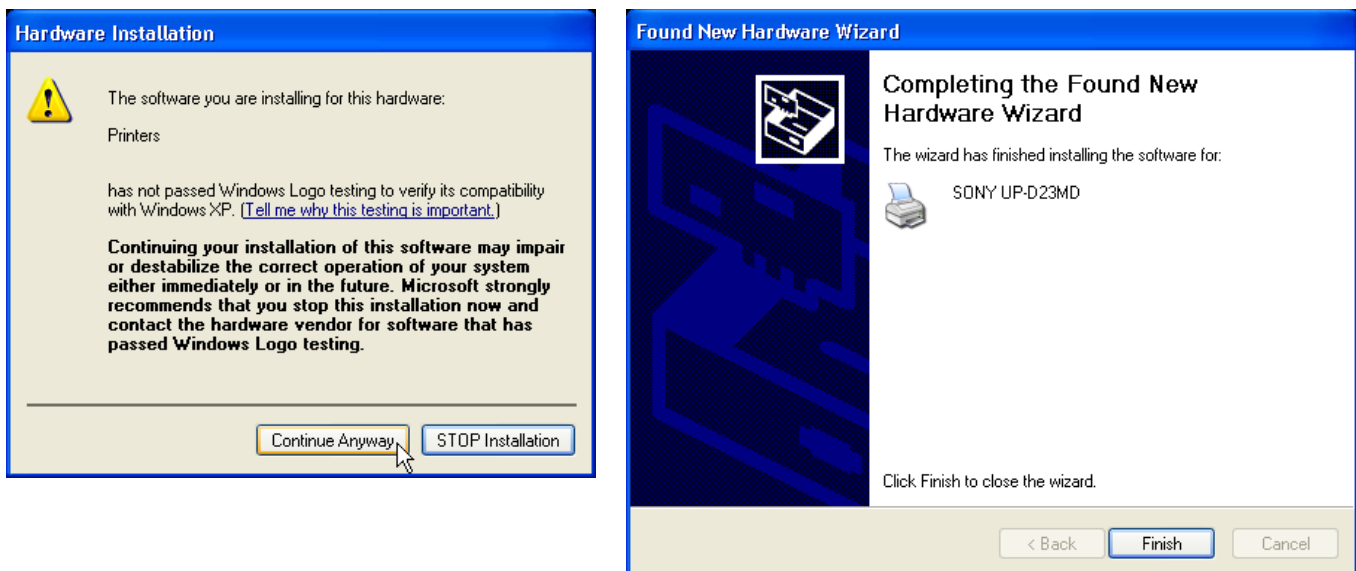 Hardware Installation
The software you are installing for this hardware:
Printers
has not passed Windows Logo testing to verify its compatibility
with Windows XP. (Tell me why this testing is important.)
Continuing your installation of this software may impair
or destabilize the correct operation of your system
either immediately or in the future. Microsoft strongly
recommends that you stop this installation now and
contact the hardware vendor for software that has
passed Windows Logo testing.
Continue Anyway
STOP Installation
Found New Hardware Wizard
Completing the Found New
Hardware Wizard
The wizard has finished installing the software for:
SONY UP-D23MD
Click Finish to close the wizard.
< Back
Finish
Cancel